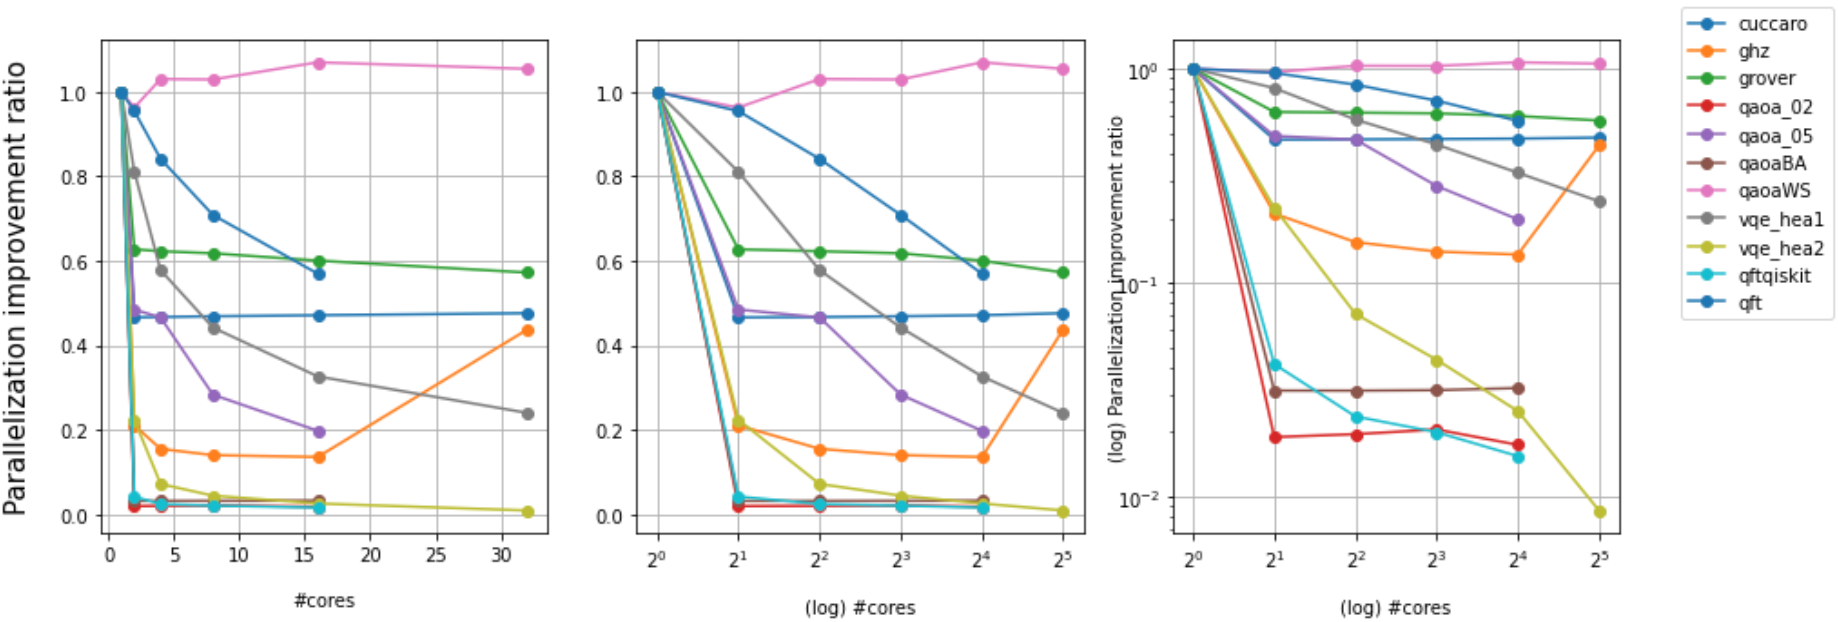 Parallelization improvement ratio
1.0
0.8
0.6
0.4
0.2
0.0
0 5 10 15 20 25 30
#cores
1.0
0.8
0.6
0.4
0.2
0.0
2⁰ 2¹ 2² 2³ 2⁴ 2⁵
(log) #cores
(log) Parallelization improvement ratio
10⁰
10⁻¹
10⁻²
2⁰ 2¹ 2² 2³ 2⁴ 2⁵
(log) #cores
cuccaro
ghz
grover
qaoa_02
qaoa_05
qaoaBA
qaoaWS
vqe_hea1
vqe_hea2
qftqiskit
qft